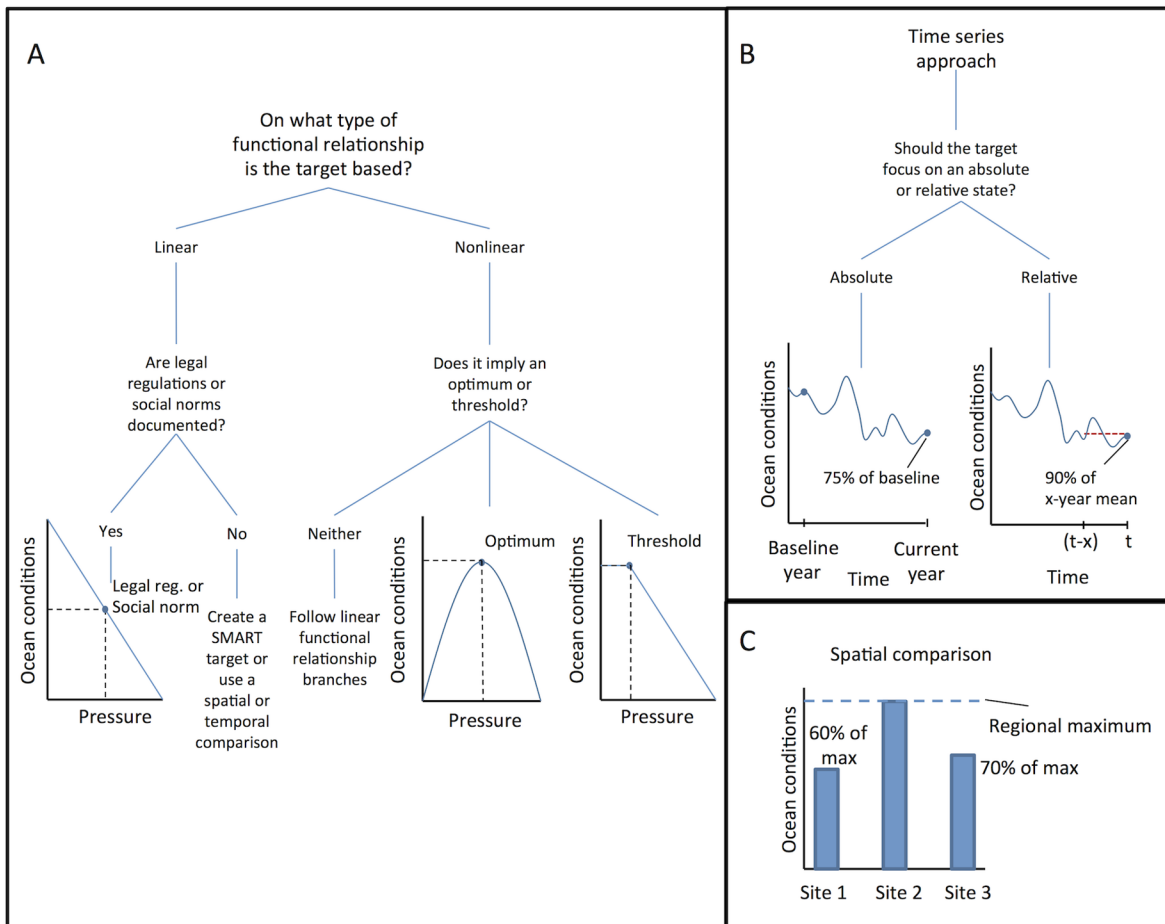 A
On what type of
functional relationship
is the target based?
Linear
Nonlinear
Are legal
regulations or
social norms
documented?
Does it imply an
optimum or
threshold?
Yes
No
Neither
Optimum
Threshold
Ocean conditions
Legal reg. or
Social norm
Pressure
Create a
SMART
target or
use a
spatial or
temporal
comparison
Follow linear
functional
relationship
branches
Ocean conditions
Pressure
Ocean conditions
Pressure
B
Time series
approach
Should the target
focus on an absolute
or relative state?
Absolute
Relative
Ocean conditions
75% of baseline
Baseline
year
Time
Current
year
Ocean conditions
90% of
x-year mean
(t-x)
t
Time
C
Spatial comparison
Ocean conditions
60% of
max
Regional maximum
70% of max
Site 1
Site 2
Site 3